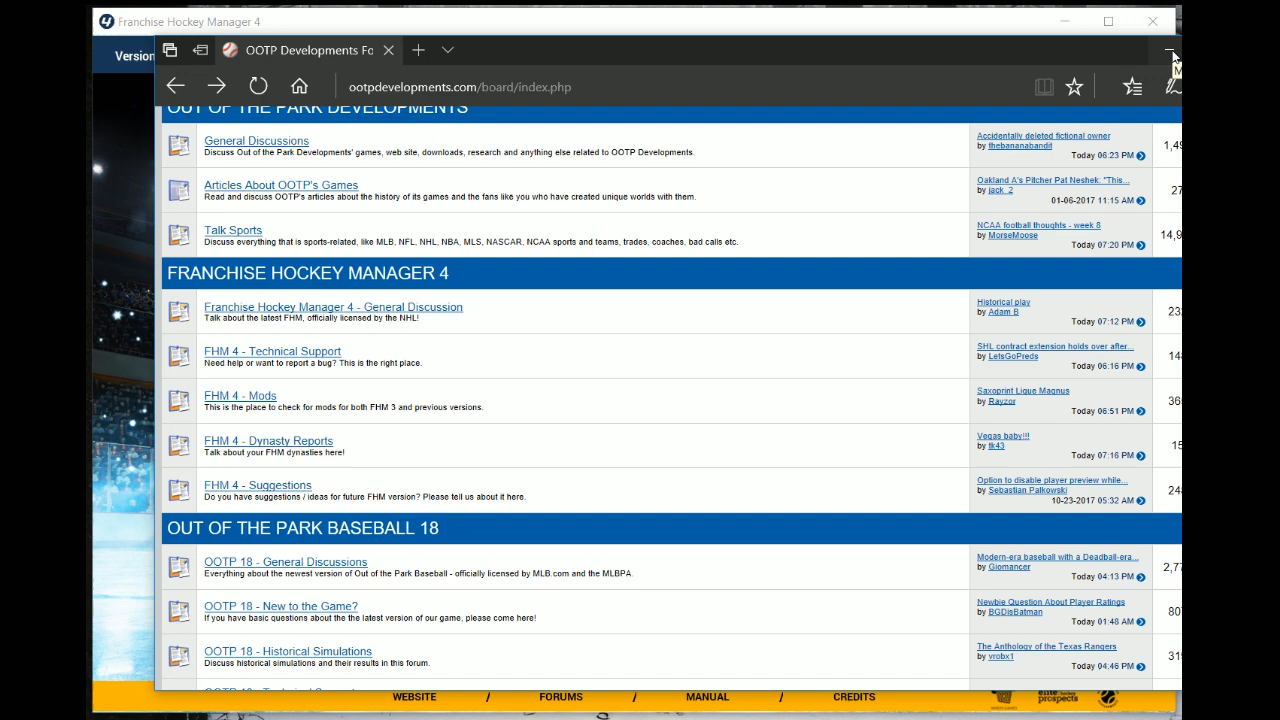 Franchise Hockey Manager 4
Version
OOTP Developments Fo
ootpdevelopments.com/board/index.php
OUT OF THE PARK DEVELOPMENTS
General Discussions
Discuss Out of the Park Developments' games, web site, downloads, research and anything else related to OOTP Developments.
Accidentally deleted fictional owner
by thebananabandit
Today 06:23 PM
1,49
Articles About OOTP's Games
Read and discuss OOTP's articles about the history of its games and the fans like you who have created unique worlds with them.
Oakland A's Pitcher Pat Neshek: "This...
by jack_2
01-06-2017 11:15 AM
27
Talk Sports
Discuss everything that is sports-related, like MLB, NFL, NHL, NBA, MLS, NASCAR, NCAA sports and teams, trades, coaches, bad calls etc.
NCAA football thoughts - week 8
by MorseMoose
Today 07:20 PM
14,9
FRANCHISE HOCKEY MANAGER 4
Franchise Hockey Manager 4 - General Discussion
Talk about the latest FHM, officially licensed by the NHL!
Historical play
by Adam B
Today 07:12 PM
232
FHM 4 - Technical Support
Need help or want to report a bug? This is the right place.
SHL contract extension holds over after...
by LetsGoPreds
Today 06:16 PM
148
FHM 4 - Mods
This is the place to check for mods for both FHM 3 and previous versions.
Saxoprint Ligue Magnus
by Rayzor
Today 06:51 PM
36
FHM 4 - Dynasty Reports
Talk about your FHM dynasties here!
Vegas baby!!!
by tk43
Today 07:16 PM
15
FHM 4 - Suggestions
Do you have suggestions / ideas for future FHM version? Please tell us about it here.
Option to disable player preview while...
by Sebastian Palkowski
10-23-2017 05:32 AM
24
OUT OF THE PARK BASEBALL 18
OOTP 18 - General Discussions
Everything about the newest version of Out of the Park Baseball - officially licensed by MLB.com and the MLBPA.
Modern-era baseball with a Deadball-era...
by Giomancer
Today 04:13 PM
2,77
OOTP 18 - New to the Game?
If you have basic questions about the the latest version of our game, please come here!
Newbie Question About Player Ratings
by BGDisBatman
Today 01:48 AM
80
OOTP 18 - Historical Simulations
Discuss historical simulations and their results in this forum.
The Anthology of the Texas Rangers
by vrobx1
Today 04:46 PM
31
WEBSITE / FORUMS / MANUAL / CREDITS
elite prospects